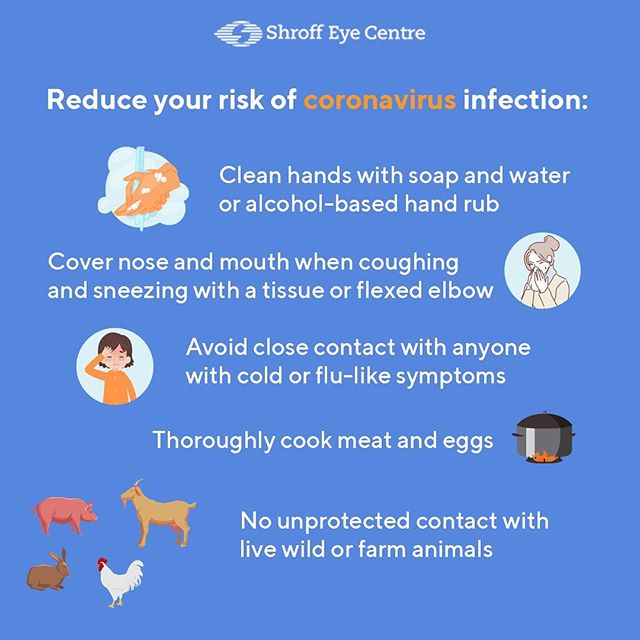 Shroff Eye Centre
Reduce your risk of coronavirus infection:
Clean hands with soap and water
or alcohol-based hand rub
Cover nose and mouth when coughing
and sneezing with a tissue or flexed elbow
Avoid close contact with anyone
with cold or flu-like symptoms
Thoroughly cook meat and eggs
No unprotected contact with
live wild or farm animals